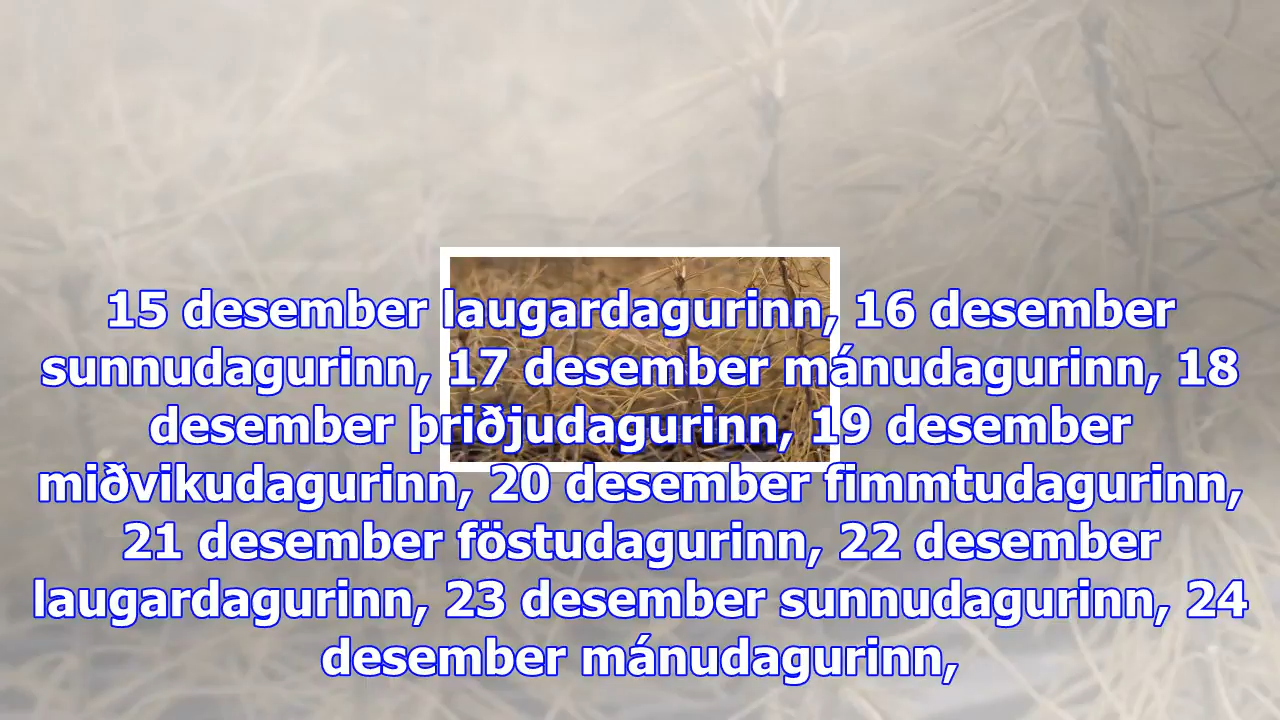 15 desember laugardagurinn, 16 desember
sunnudagurinn, 17 desember mánudagurinn, 18
desember þriðjudagurinn, 19 desember
miðvikudagurinn, 20 desember fimmtudagurinn,
21 desember föstudagurinn, 22 desember
laugardagurinn, 23 desember sunnudagurinn, 24
desember mánudagurinn,